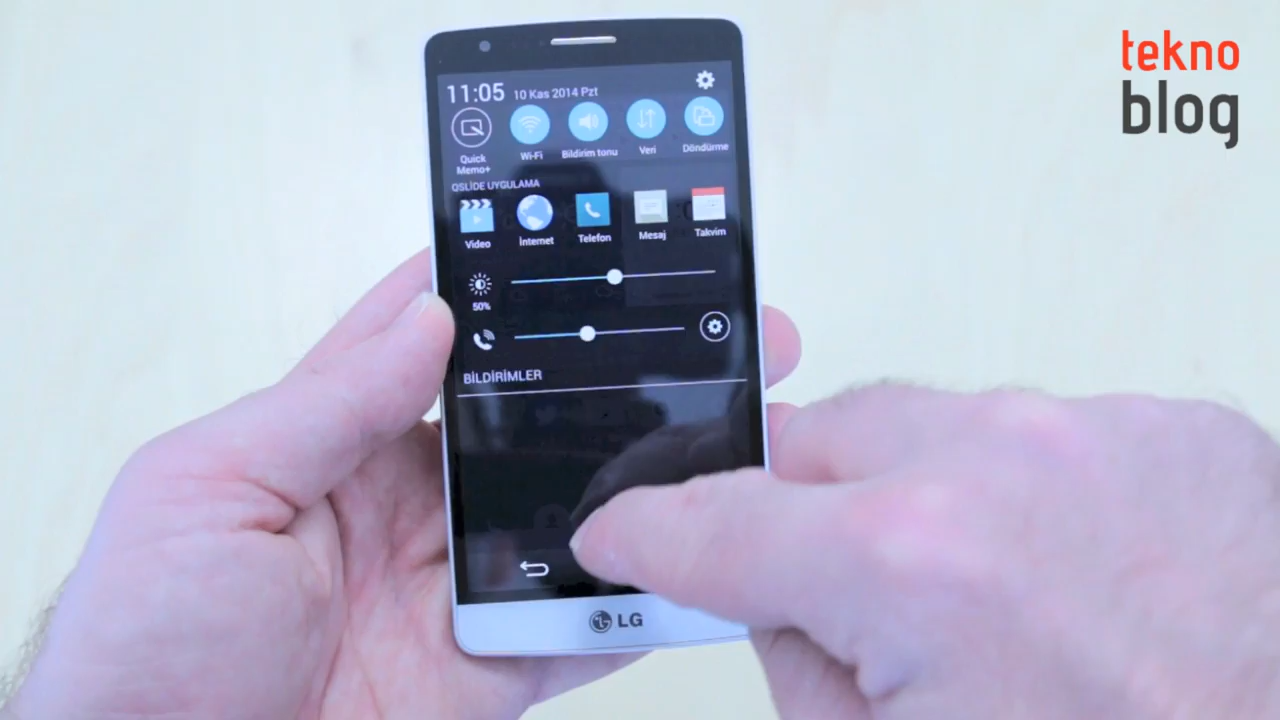 tekno
blog
11:05 10 Kas 2014 Pzt
Quick Memo+
Wi-Fi
Bildirim tonu
Veri
Döndürme
QSLIDE UYGULAMA
Video
İnternet
Telefon
Mesaj
Takvim
50%
BİLDİRİMLER
LG